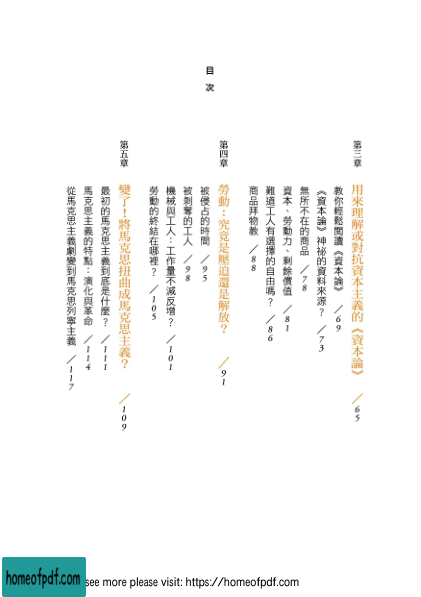 目次
第三章
用來理解或對抗資本主義的《資本論》 ／65
教你輕鬆閱讀《資本論》 ／69
《資本論》神祕的資料來源？ ／73
無所不在的商品 ／78
資本、勞動力、剩餘價值 ／81
難道工人有選擇的自由嗎？ ／86
商品拜物教 ／88
第四章
勞動：究竟是壓迫還是解放？ ／91
被侵占的時間 ／95
被剝奪的工人 ／98
機械與工人：工作量不減反增？ ／101
勞動的終結在哪裡？ ／105
第五章
變了！將馬克思扭曲成馬克思主義？ ／109
最初的馬克思主義到底是什麼？ ／111
馬克思主義的特點：演化與革命 ／114
從馬克思主義劇變到馬克思列寧主義 ／117
homeofpdf.com
see more please visit: https://homeofpdf.com